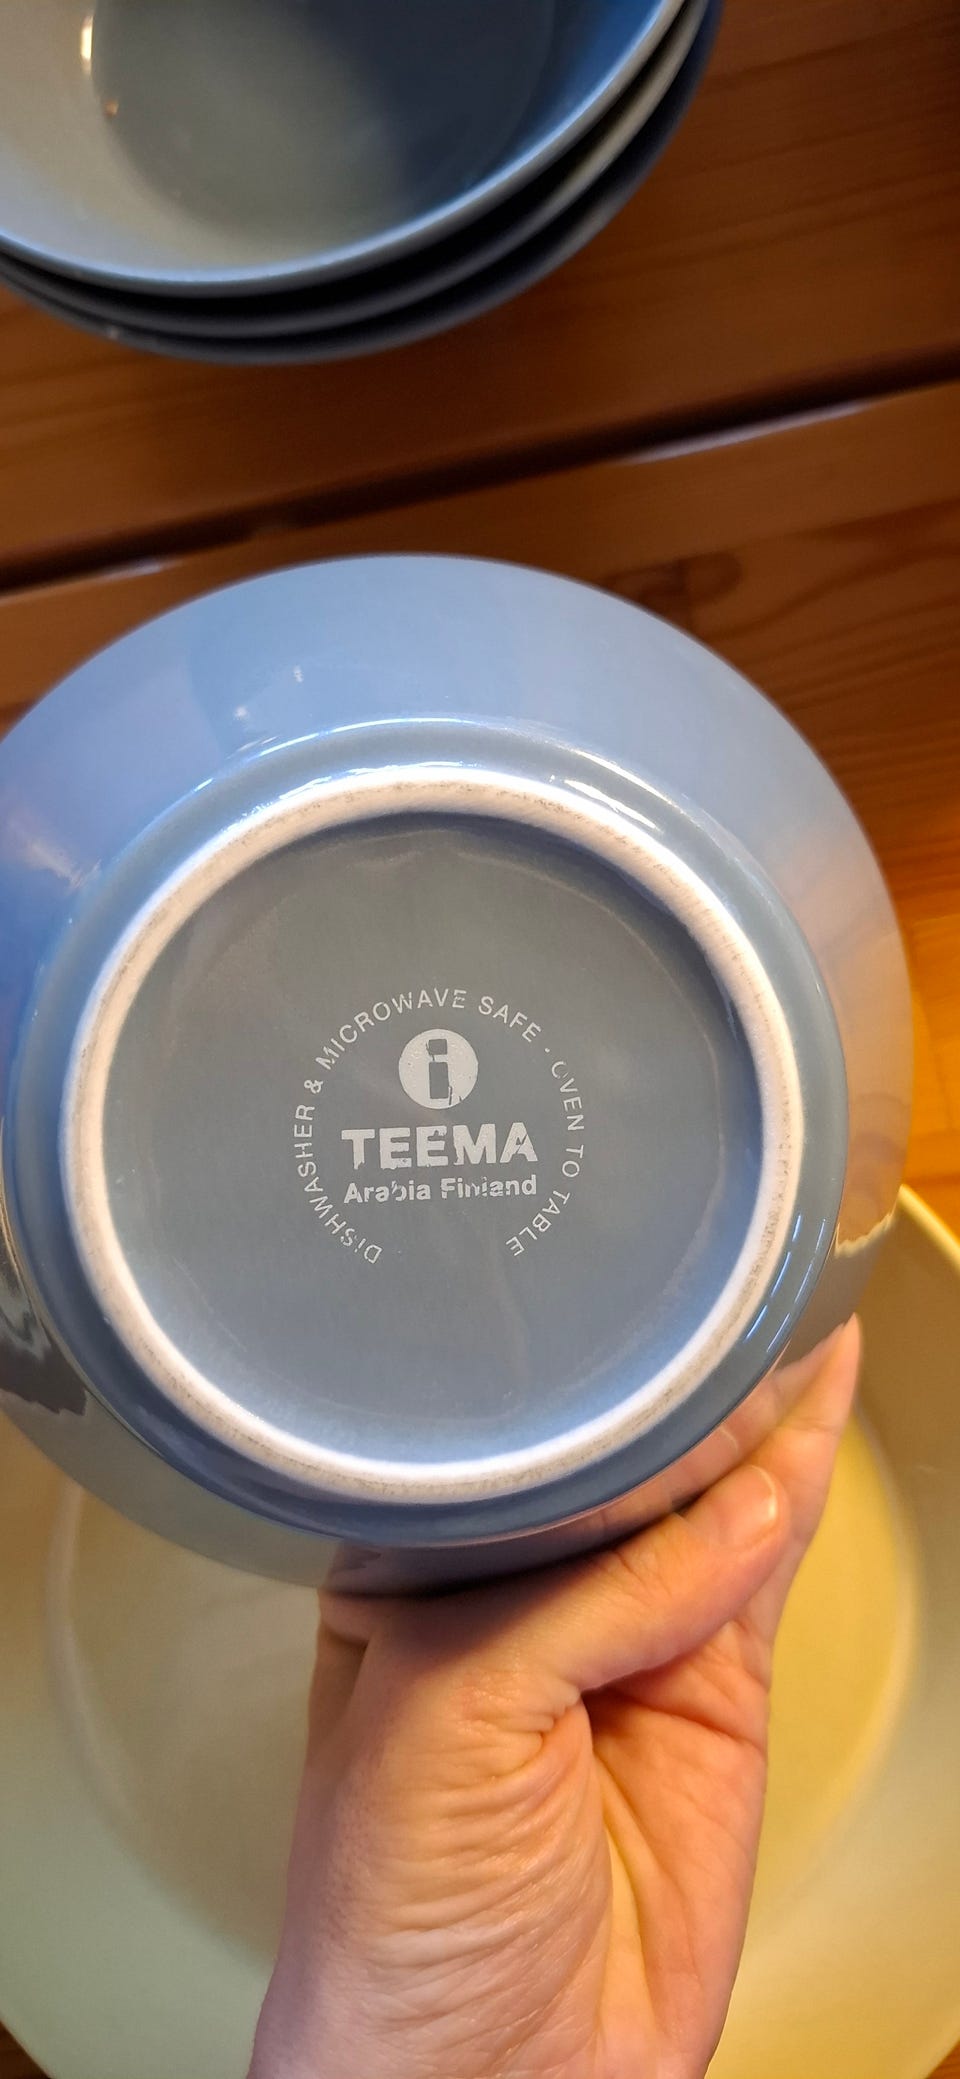 DISHWASHER & MICROWAVE SAFE · OVEN TO TABLE
i
TEEMA
Arabia Finland